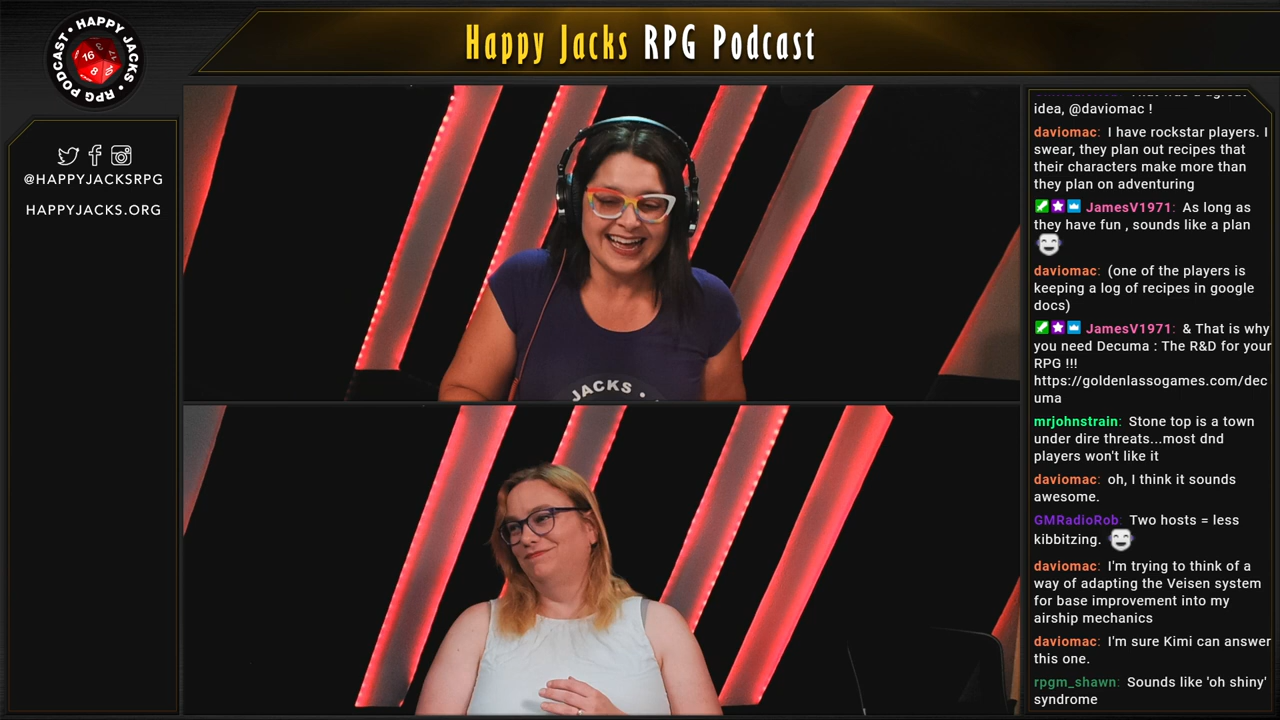 HAPPY JACKS
RPG PODCAST
16
8
Happy Jacks RPG Podcast
@HAPPYJACKSRPG
HAPPYJACKS.ORG
JACKS •
idea, @daviomac !
daviomac: I have rockstar players. I
swear, they plan out recipes that
their characters make more than
they plan on adventuring
JamesV1971: As long as
they have fun , sounds like a plan
daviomac: (one of the players is
keeping a log of recipes in google
docs)
JamesV1971: & That is why
you need Decuma : The R&D for your
RPG !!!
https://goldenlassogames.com/dec
uma
mrjohnstrain: Stone top is a town
under dire threats...most dnd
players won't like it
daviomac: oh, I think it sounds
awesome.
GMRadioRob: Two hosts = less
kibbitzing.
daviomac: I'm trying to think of a
way of adapting the Veisen system
for base improvement into my
airship mechanics
daviomac: I'm sure Kimi can answer
this one.
rpgm_shawn: Sounds like 'oh shiny'
syndrome